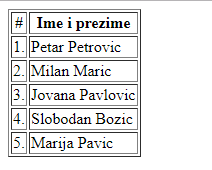 # Ime i prezime
1. Petar Petrovic
2. Milan Maric
3. Jovana Pavlovic
4. Slobodan Bozic
5. Marija Pavic